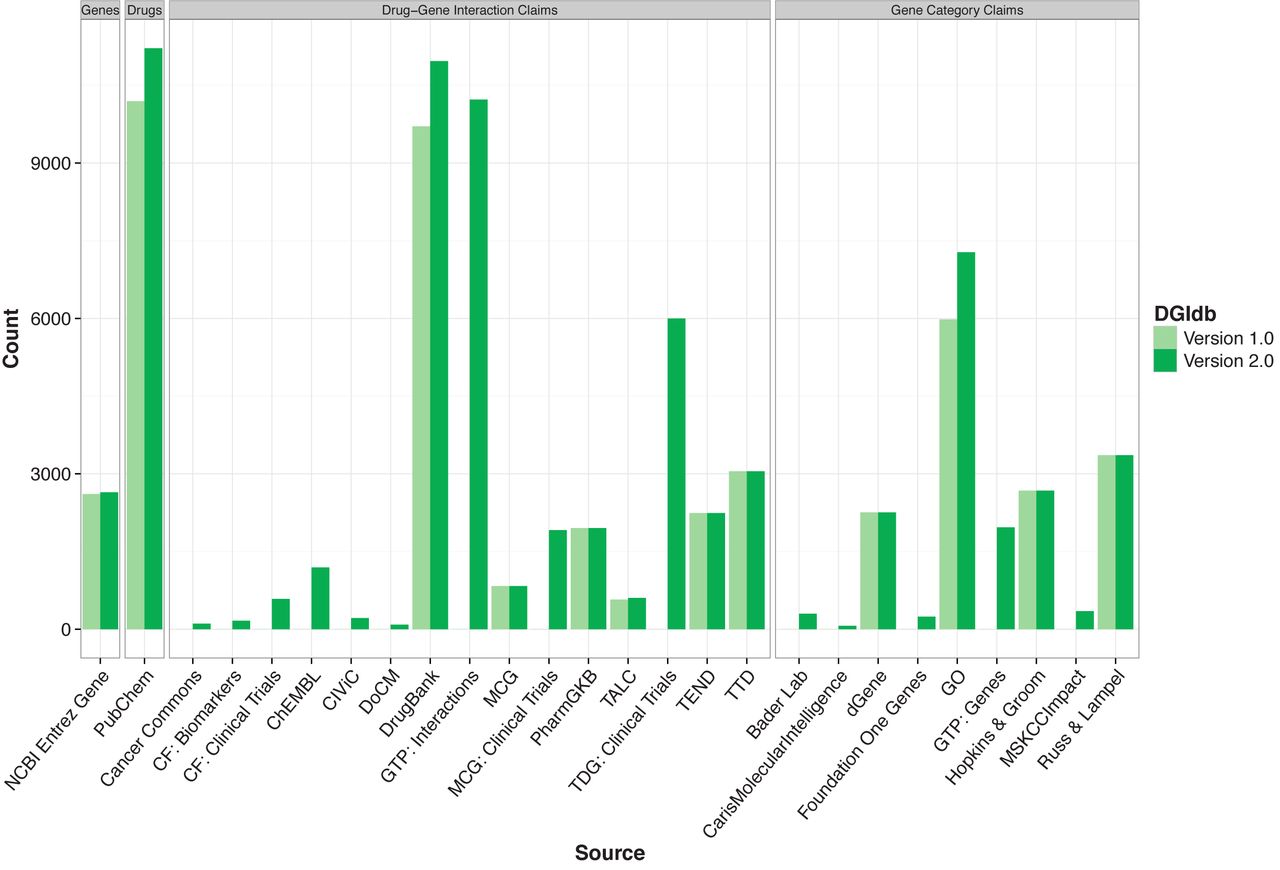 Genes
Drugs
Drug–Gene Interaction Claims
Gene Category Claims
Count
9000
6000
3000
0
DGIdb
Version 1.0
Version 2.0
NCBI Entrez Gene
PubChem
Cancer Commons
CF: Biomarkers
CF: Clinical Trials
ChEMBL
CIViC
DoCM
DrugBank
GTP: Interactions
MCG
MCG: Clinical Trials
PharmGKB
TALC
TDG: Clinical Trials
TEND
TTD
Bader Lab
CarisMolecularIntelligence
dGene
Foundation One Genes
GO
GTP: Genes
Hopkins & Groom
MSKCCImpact
Russ & Lampel
Source